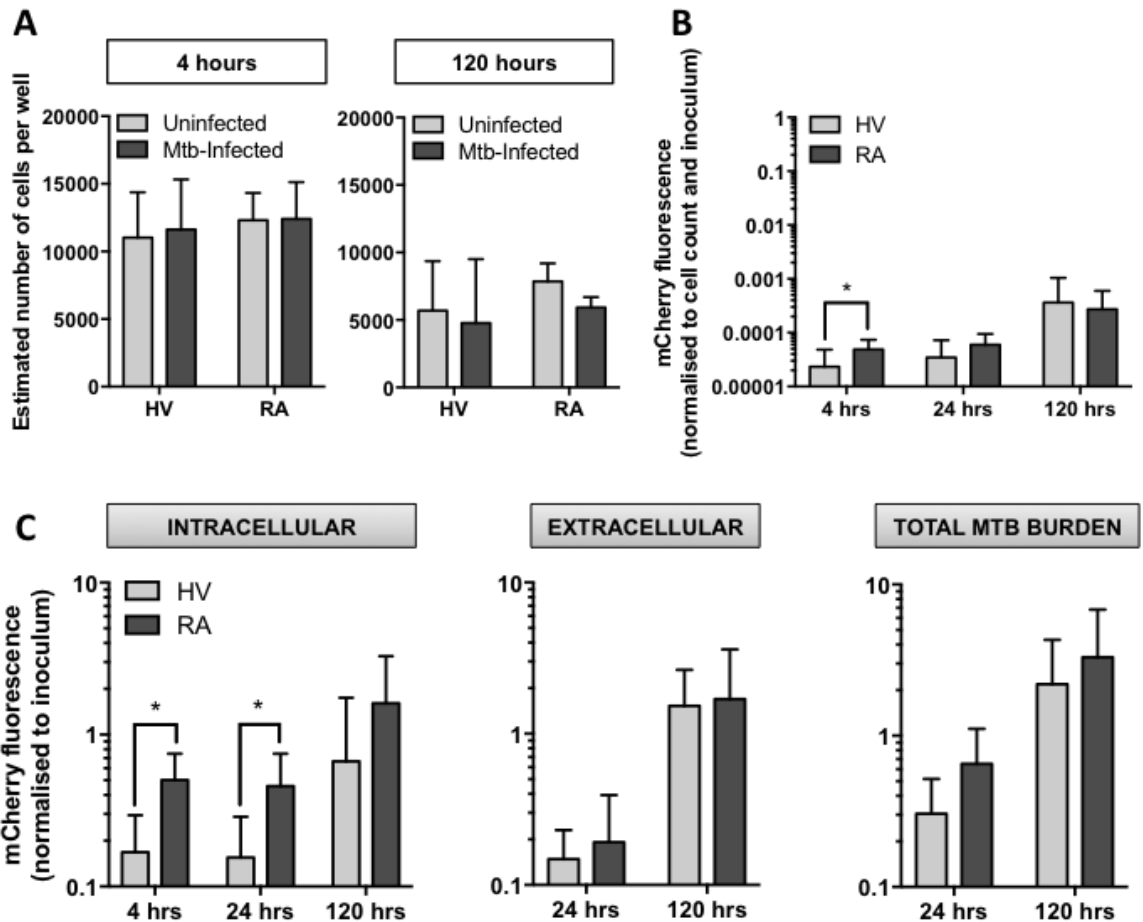 A
4 hours
120 hours
Estimated number of cells per well
20000
15000
10000
5000
0
Uninfected
Mtb-Infected
HV
RA
20000
15000
10000
5000
0
Uninfected
Mtb-Infected
HV
RA
B
mCherry fluorescence
(normalised to cell count and inoculum)
1
0.1
0.01
0.001
0.0001
0.00001
HV
RA
*
4 hrs
24 hrs
120 hrs
C
INTRACELLULAR
EXTRACELLULAR
TOTAL MTB BURDEN
mCherry fluorescence
(normalised to inoculum)
10
1
0.1
HV
RA
*
*
4 hrs
24 hrs
120 hrs
10
1
0.1
24 hrs
120 hrs
10
1
0.1
24 hrs
120 hrs